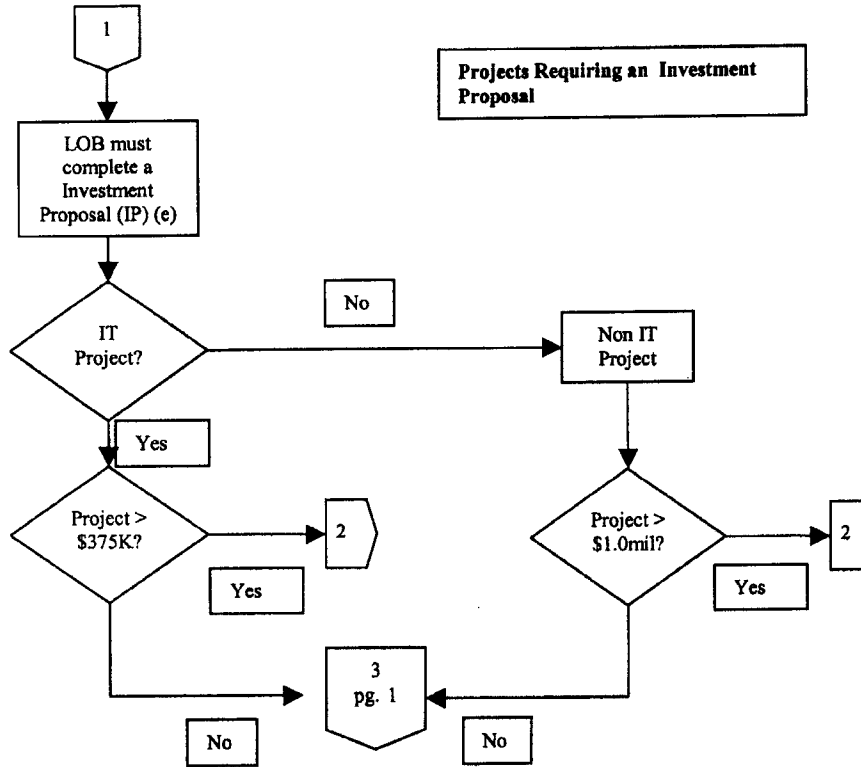 1
Projects Requiring an Investment
Proposal
LOB must
complete a
Investment
Proposal (IP) (e)
No
IT
Project?
Non IT
Project
Yes
Project >
$375K?
2
Project >
$1.0mil?
2
Yes
Yes
3
pg. 1
No
No